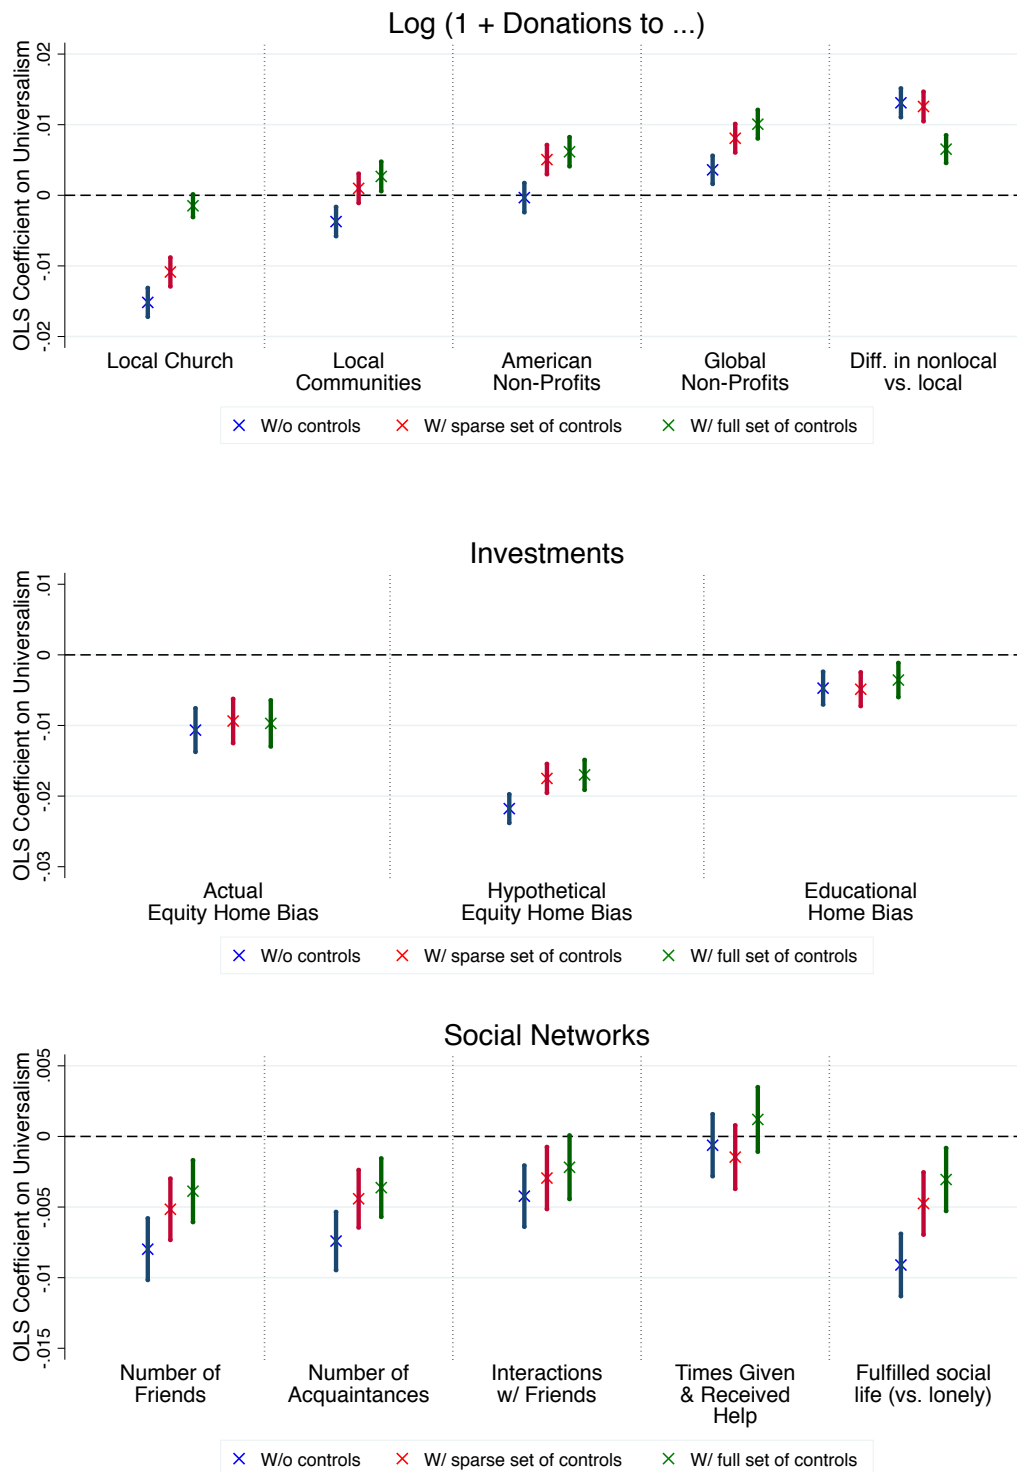 Log (1 + Donations to ...)
OLS Coefficient on Universalism
.02
.01
0
-.01
-.02
Local Church
Local
Communities
American
Non-Profits
Global
Non-Profits
Diff. in nonlocal
vs. local
W/o controls
W/ sparse set of controls
W/ full set of controls
Investments
OLS Coefficient on Universalism
.01
0
-.01
-.02
-.03
Actual
Equity Home Bias
Hypothetical
Equity Home Bias
Educational
Home Bias
W/o controls
W/ sparse set of controls
W/ full set of controls
Social Networks
OLS Coefficient on Universalism
.005
0
-.005
-.01
-.015
Number of
Friends
Number of
Acquaintances
Interactions
w/ Friends
Times Given
& Received
Help
Fulfilled social
life (vs. lonely)
W/o controls
W/ sparse set of controls
W/ full set of controls